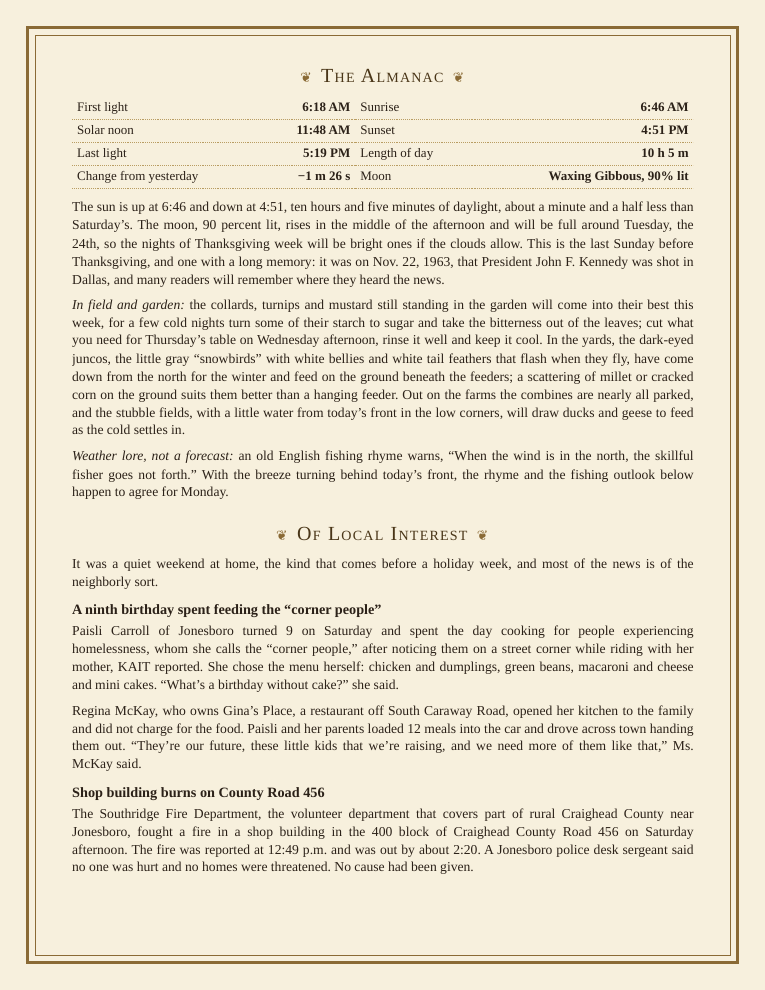 The Almanac
First light 6:18 AM Sunrise 6:46 AM
Solar noon 11:48 AM Sunset 4:51 PM
Last light 5:19 PM Length of day 10 h 5 m
Change from yesterday −1 m 26 s Moon Waxing Gibbous, 90% lit
The sun is up at 6:46 and down at 4:51, ten hours and five minutes of daylight, about a minute and a half less than
Saturday’s. The moon, 90 percent lit, rises in the middle of the afternoon and will be full around Tuesday, the
24th, so the nights of Thanksgiving week will be bright ones if the clouds allow. This is the last Sunday before
Thanksgiving, and one with a long memory: it was on Nov. 22, 1963, that President John F. Kennedy was shot in
Dallas, and many readers will remember where they heard the news.
In field and garden: the collards, turnips and mustard still standing in the garden will come into their best this
week, for a few cold nights turn some of their starch to sugar and take the bitterness out of the leaves; cut what
you need for Thursday’s table on Wednesday afternoon, rinse it well and keep it cool. In the yards, the dark-eyed
juncos, the little gray “snowbirds” with white bellies and white tail feathers that flash when they fly, have come
down from the north for the winter and feed on the ground beneath the feeders; a scattering of millet or cracked
corn on the ground suits them better than a hanging feeder. Out on the farms the combines are nearly all parked,
and the stubble fields, with a little water from today’s front in the low corners, will draw ducks and geese to feed
as the cold settles in.
Weather lore, not a forecast: an old English fishing rhyme warns, “When the wind is in the north, the skillful
fisher goes not forth.” With the breeze turning behind today’s front, the rhyme and the fishing outlook below
happen to agree for Monday.
Of Local Interest
It was a quiet weekend at home, the kind that comes before a holiday week, and most of the news is of the
neighborly sort.
A ninth birthday spent feeding the “corner people”
Paisli Carroll of Jonesboro turned 9 on Saturday and spent the day cooking for people experiencing
homelessness, whom she calls the “corner people,” after noticing them on a street corner while riding with her
mother, KAIT reported. She chose the menu herself: chicken and dumplings, green beans, macaroni and cheese
and mini cakes. “What’s a birthday without cake?” she said.
Regina McKay, who owns Gina’s Place, a restaurant off South Caraway Road, opened her kitchen to the family
and did not charge for the food. Paisli and her parents loaded 12 meals into the car and drove across town handing
them out. “They’re our future, these little kids that we’re raising, and we need more of them like that,” Ms.
McKay said.
Shop building burns on County Road 456
The Southridge Fire Department, the volunteer department that covers part of rural Craighead County near
Jonesboro, fought a fire in a shop building in the 400 block of Craighead County Road 456 on Saturday
afternoon. The fire was reported at 12:49 p.m. and was out by about 2:20. A Jonesboro police desk sergeant said
no one was hurt and no homes were threatened. No cause had been given.